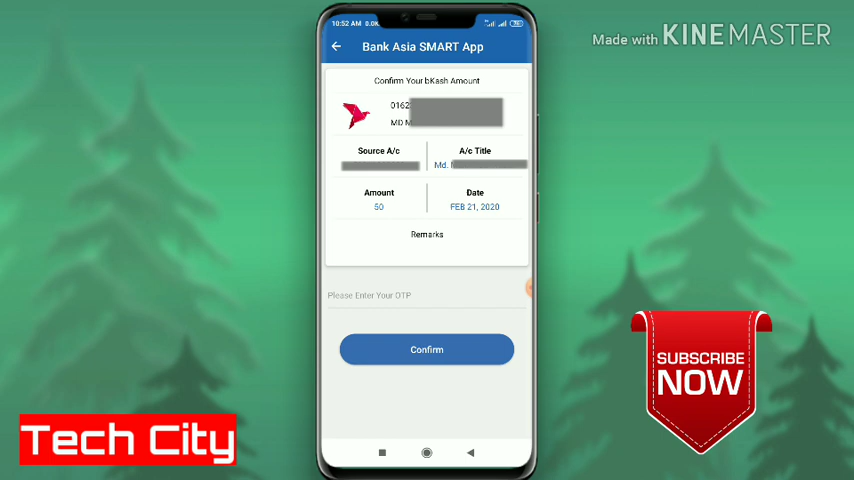 Made with KINEMASTER
10:52 AM
Bank Asia SMART App
Confirm Your bKash Amount
0162
MD M
Source A/c
A/c Title
Md.
Amount
Date
50
FEB 21, 2020
Remarks
Please Enter Your OTP
Confirm
SUBSCRIBE
NOW
Tech City